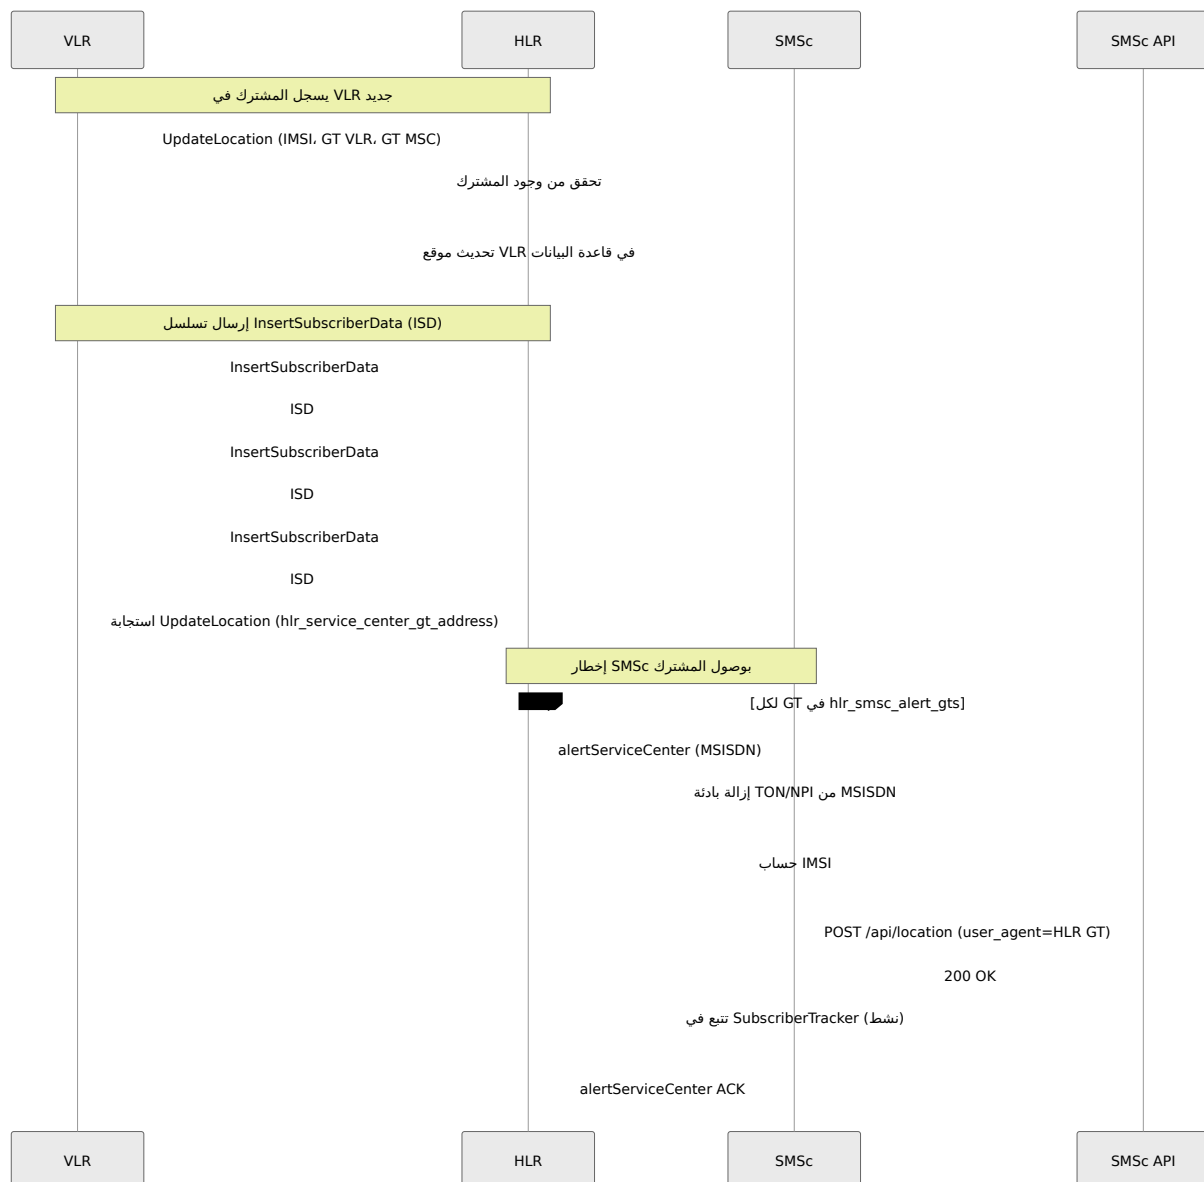 VLR
HLR
SMSc
SMSc API
يسجل المشترك في VLR جديد
UpdateLocation (IMSI، GT VLR، GT MSC)
تحقق من وجود المشترك
تحديث موقع VLR في قاعدة البيانات
إرسال تسلسل InsertSubscriberData (ISD)
InsertSubscriberData
ISD
InsertSubscriberData
ISD
InsertSubscriberData
ISD
استجابة UpdateLocation (hlr_service_center_gt_address)
إخطار SMSc بوصول المشترك
[لكل GT في hlr_smsc_alert_gts]
alertServiceCenter (MSISDN)
إزالة بادئة TON/NPI من MSISDN
حساب IMSI
POST /api/location (user_agent=HLR GT)
200 OK
تتبع في SubscriberTracker (نشط)
alertServiceCenter ACK
VLR
HLR
SMSc
SMSc API